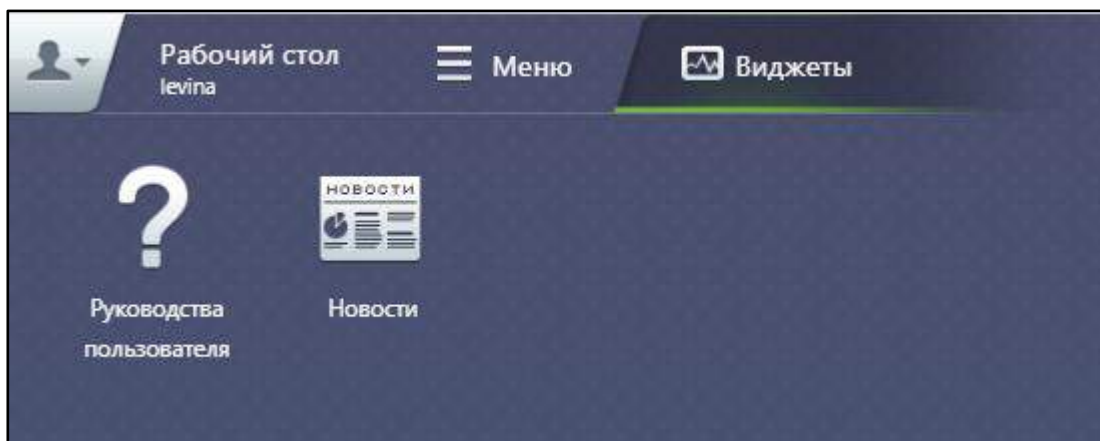 Рабочий стол
levina
Меню
Виджеты
НОВОСТИ
Руководства
пользователя
Новости